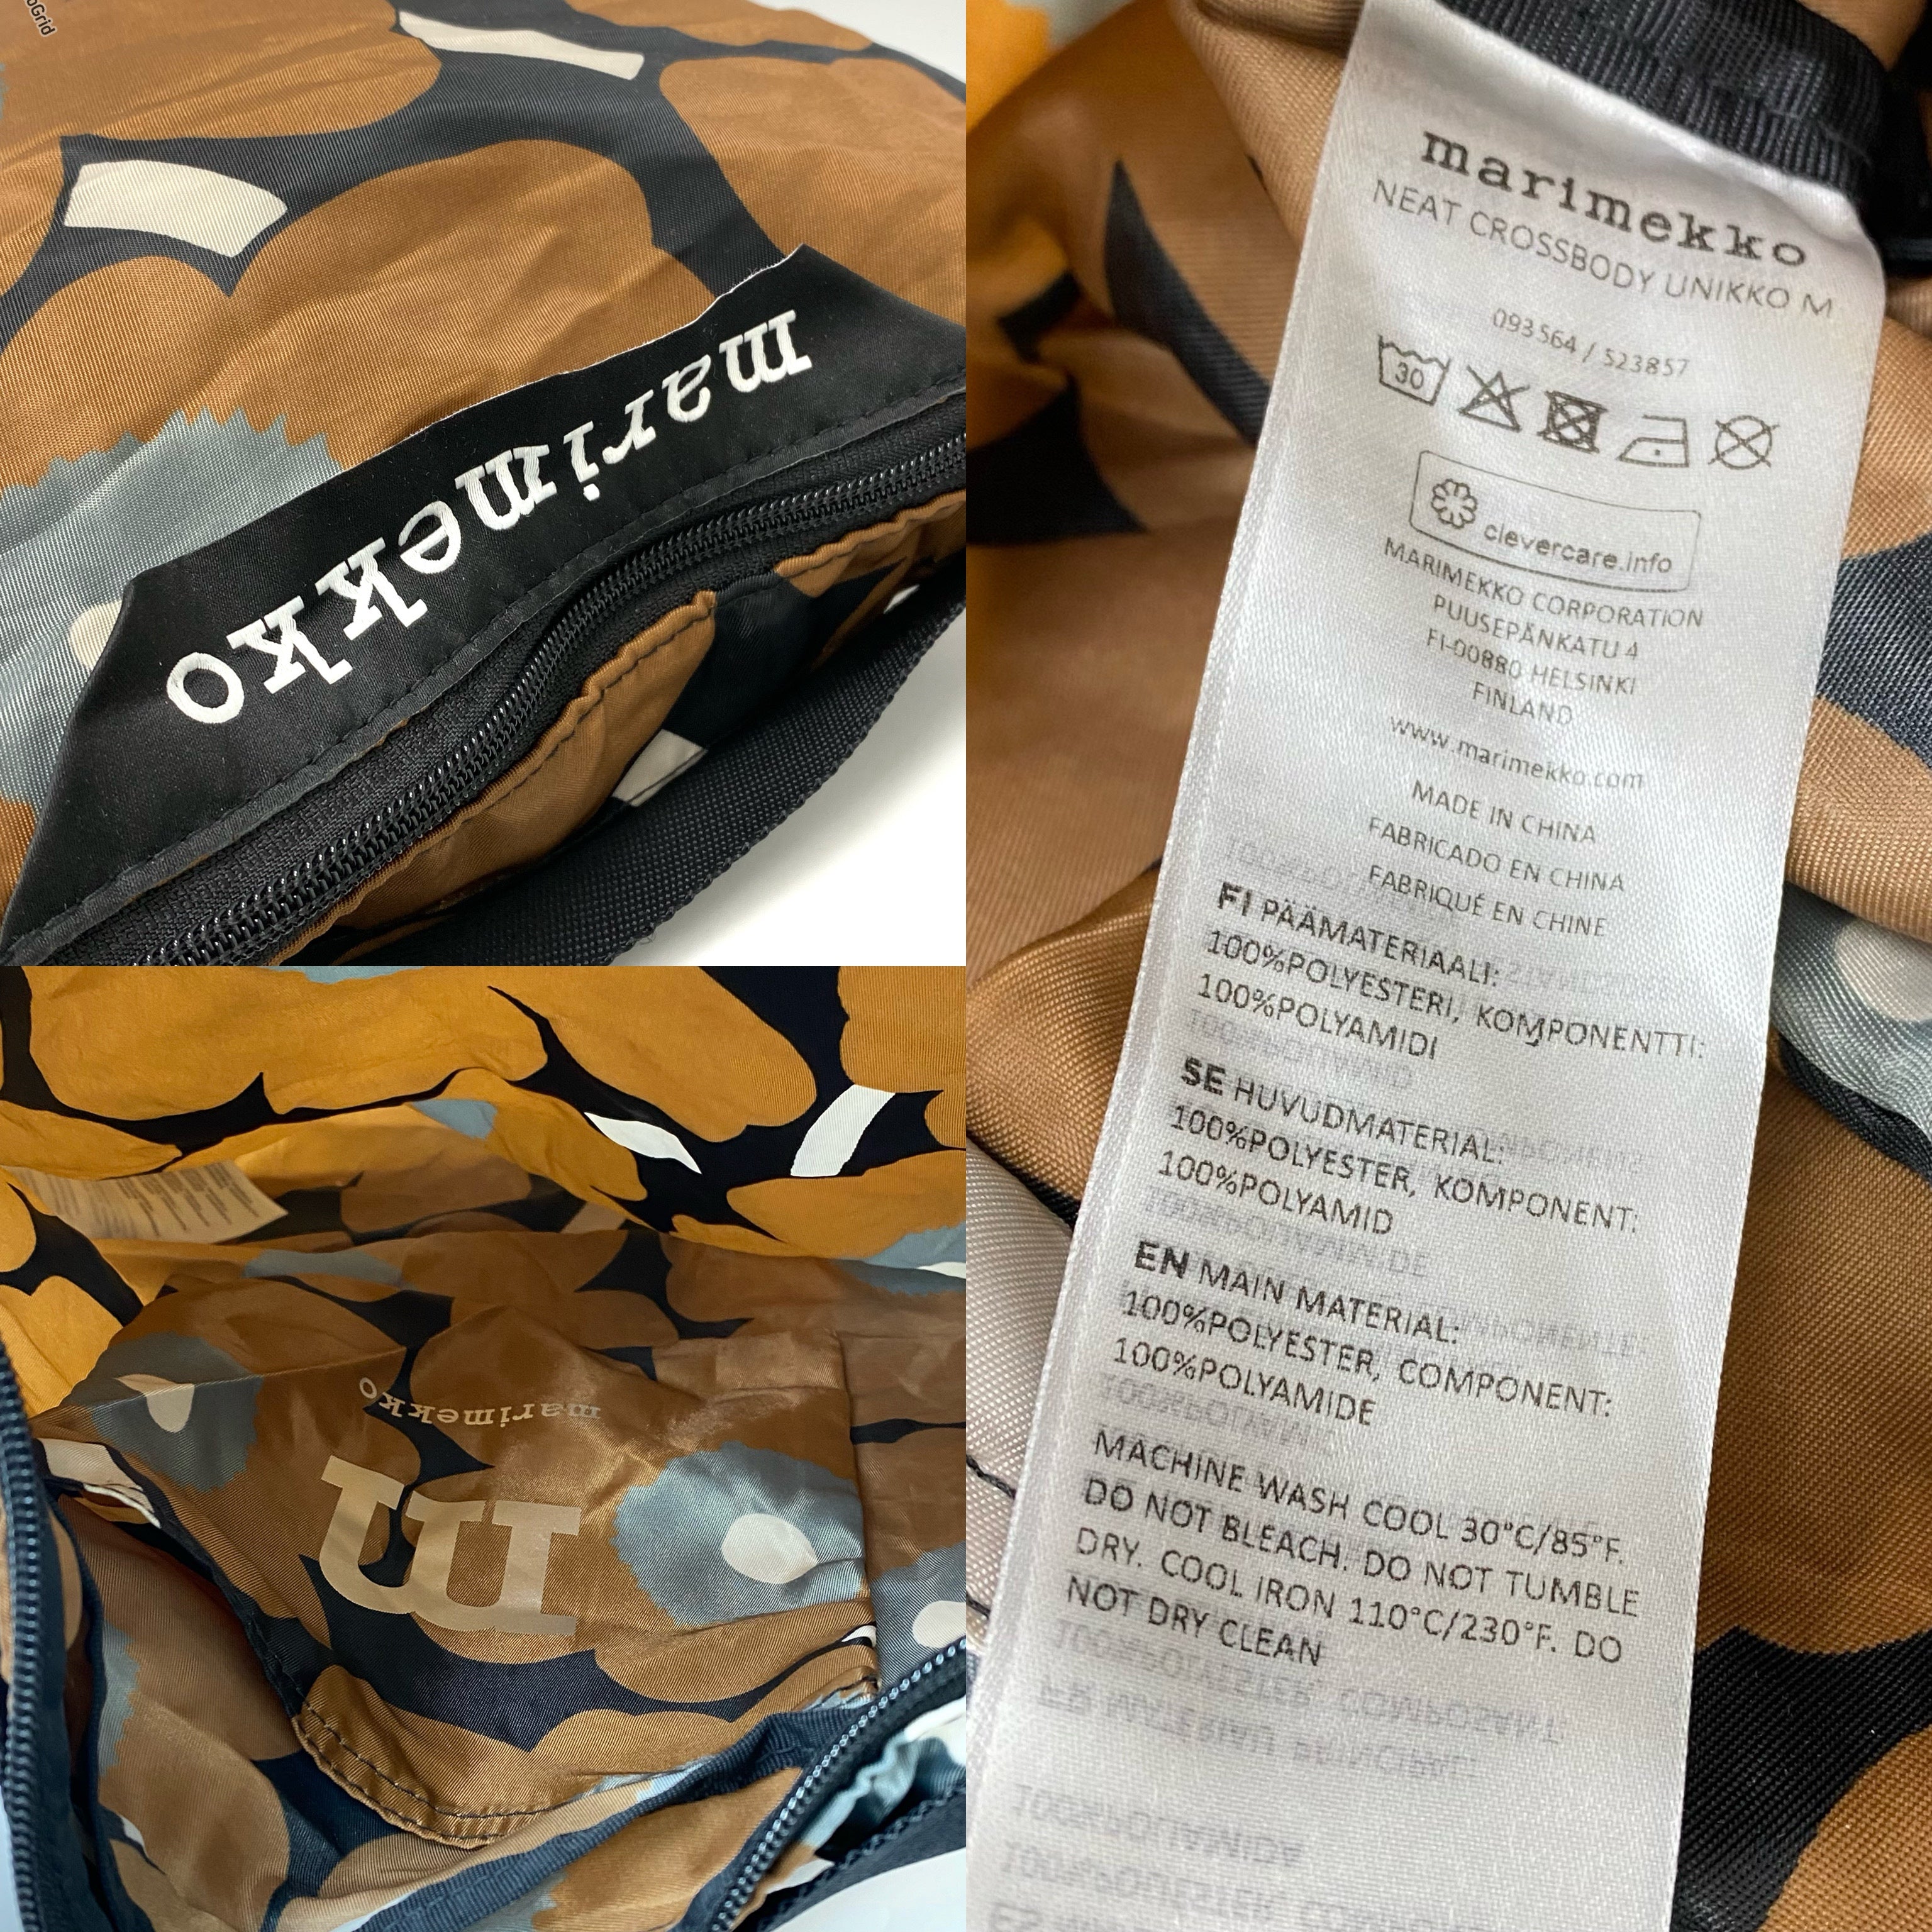 oGrid
marimekko
marimekko
m
marimekko
NEAT CROSSBODY UNIKKO M
093564 / 523857
30
clevercare.info
MARIMEKKO CORPORATION
PUUSEPÄNKATU 4
FI-00880 HELSINKI
FINLAND
www.marimekko.com
MADE IN CHINA
FABRICADO EN CHINA
FABRIQUÉ EN CHINE
FI PÄÄMATERIAALI:
100%POLYESTERI, KOMPONENTTI:
100%POLYAMIDI
SE HUVUDMATERIAL:
100%POLYESTER, KOMPONENT:
100%POLYAMID
EN MAIN MATERIAL:
100%POLYESTER, COMPONENT:
100%POLYAMIDE
MACHINE WASH COOL 30°C/85°F.
DO NOT BLEACH. DO NOT TUMBLE
DRY. COOL IRON 110°C/230°F. DO
NOT DRY CLEAN